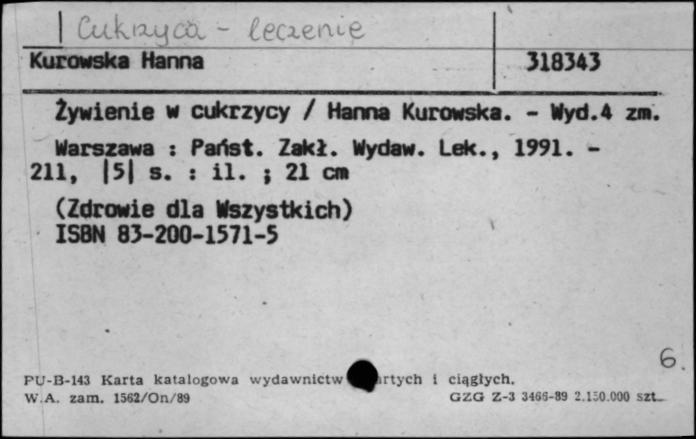 Cukrzyca - leczenie
Kurowska Hanna 318343
Żywienie w cukrzycy / Hanna Kurowska. - Wyd.4 zm.
Warszawa : Państ. Zakł. Wydaw. Lek., 1991. -
211, |5| s. : il. ; 21 cm
(Zdrowie dla Wszystkich)
ISBN 83-200-1571-5
6.
PU-B-143 Karta katalogowa wydawnictw i ciągłych.
W.A. zam. 1562/On/89 GZG Z-3 3466-89 2.150.000 szt.